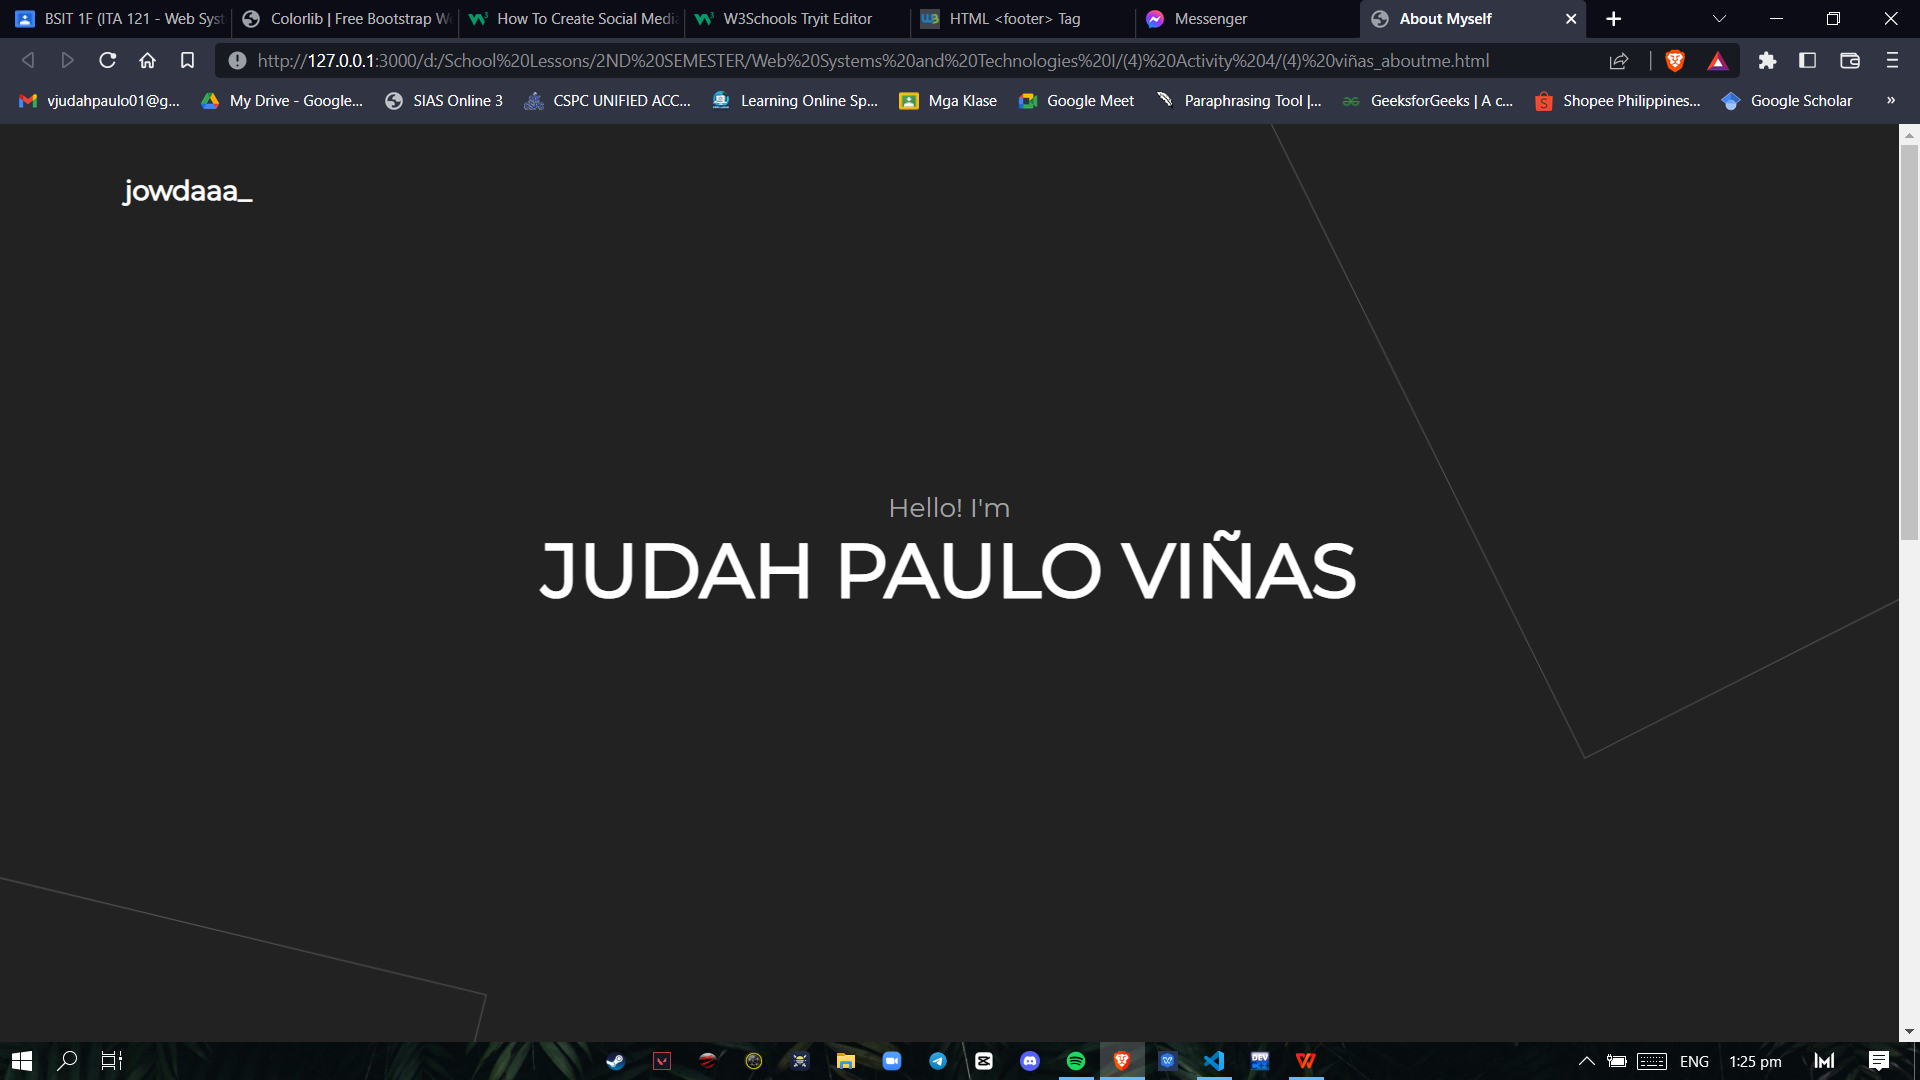 BSIT 1F (ITA 121 - Web Syst
Colorlib | Free Bootstrap We
How To Create Social Media
W3Schools Tryit Editor
HTML <footer> Tag
Messenger
About Myself
http://127.0.0.1:3000/d:/School%20Lessons/2ND%20SEMESTER/Web%20Systems%20and%20Technologies%20I/(4)%20Activity%204/(4)%20viñas_aboutme.html
vjudahpaulo01@g...
My Drive - Google...
SIAS Online 3
CSPC UNIFIED ACC...
Learning Online Sp...
Mga Klase
Google Meet
Paraphrasing Tool |...
GeeksforGeeks | A c...
Shopee Philippines...
Google Scholar
»
jowdaaa_
Hello! I'm
JUDAH PAULO VIÑAS
ENG
1:25 pm